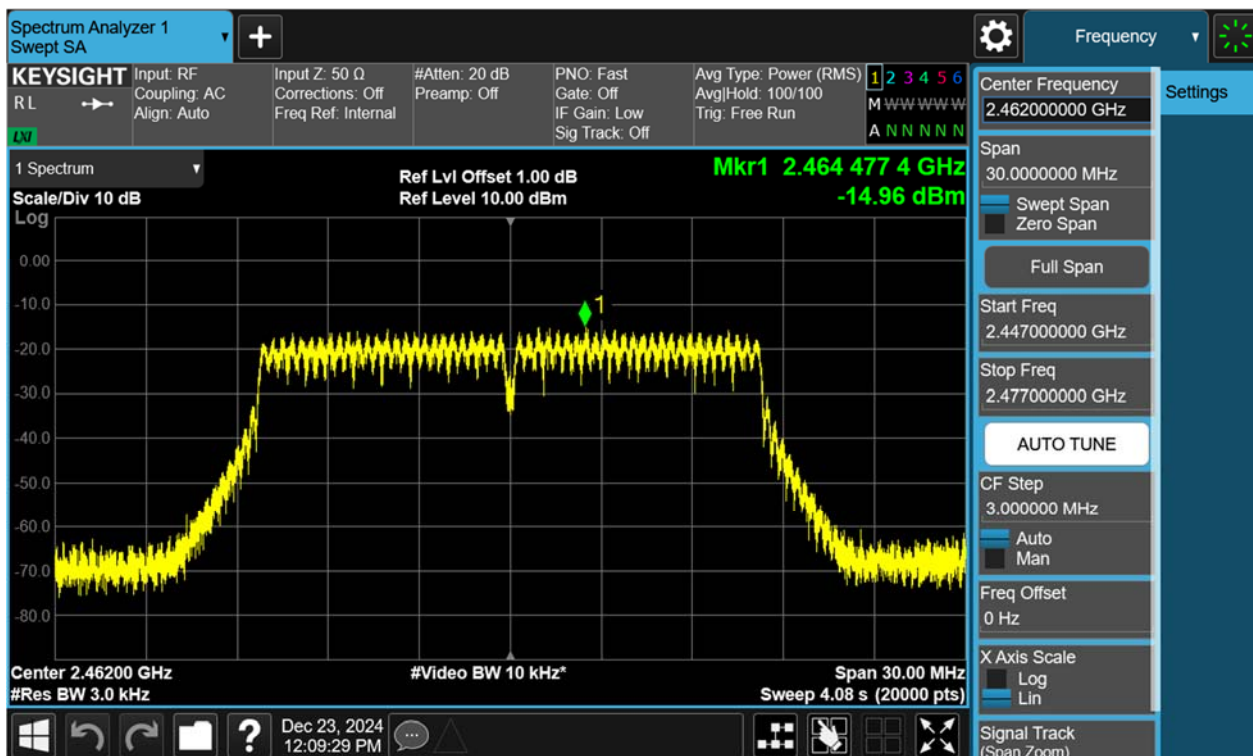 Spectrum Analyzer 1
Swept SA
Frequency
KEYSIGHT
R L
LXI
Input: RF
Coupling: AC
Align: Auto
Input Z: 50 Ω
Corrections: Off
Freq Ref: Internal
#Atten: 20 dB
Preamp: Off
PNO: Fast
Gate: Off
IF Gain: Low
Sig Track: Off
Avg Type: Power (RMS)
Avg|Hold: 100/100
Trig: Free Run
1 2 3 4 5 6
M W W W W W
A N N N N N
1 Spectrum
Scale/Div 10 dB
Log
Ref Lvl Offset 1.00 dB
Ref Level 10.00 dBm
Mkr1 2.464 477 4 GHz
-14.96 dBm
0.00
-10.0
-20.0
-30.0
-40.0
-50.0
-60.0
-70.0
-80.0
1
Center 2.46200 GHz
#Res BW 3.0 kHz
#Video BW 10 kHz*
Span 30.00 MHz
Sweep 4.08 s (20000 pts)
Dec 23, 2024
12:09:29 PM
Center Frequency
2.462000000 GHz
Span
30.0000000 MHz
Swept Span
Zero Span
Full Span
Start Freq
2.447000000 GHz
Stop Freq
2.477000000 GHz
AUTO TUNE
CF Step
3.000000 MHz
Auto
Man
Freq Offset
0 Hz
X Axis Scale
Log
Lin
Signal Track
(Span Zoom)
Settings